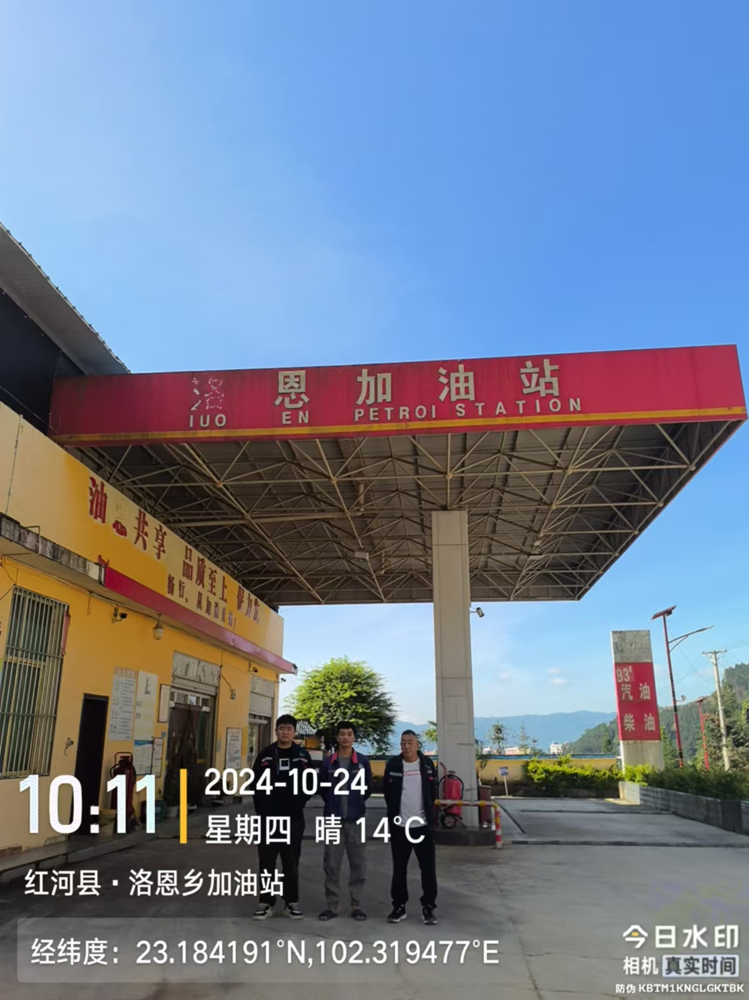 洛恩加油站
IUO EN PETROI STATION
油 共享 品质至上
93#
汽油
柴油
10:11
2024-10-24
星期四 晴 14°C
红河县·洛恩乡加油站
经纬度：23.184191°N,102.319477°E
今日水印
相机 真实时间
防伪 KBTM1KNGLGKTBK